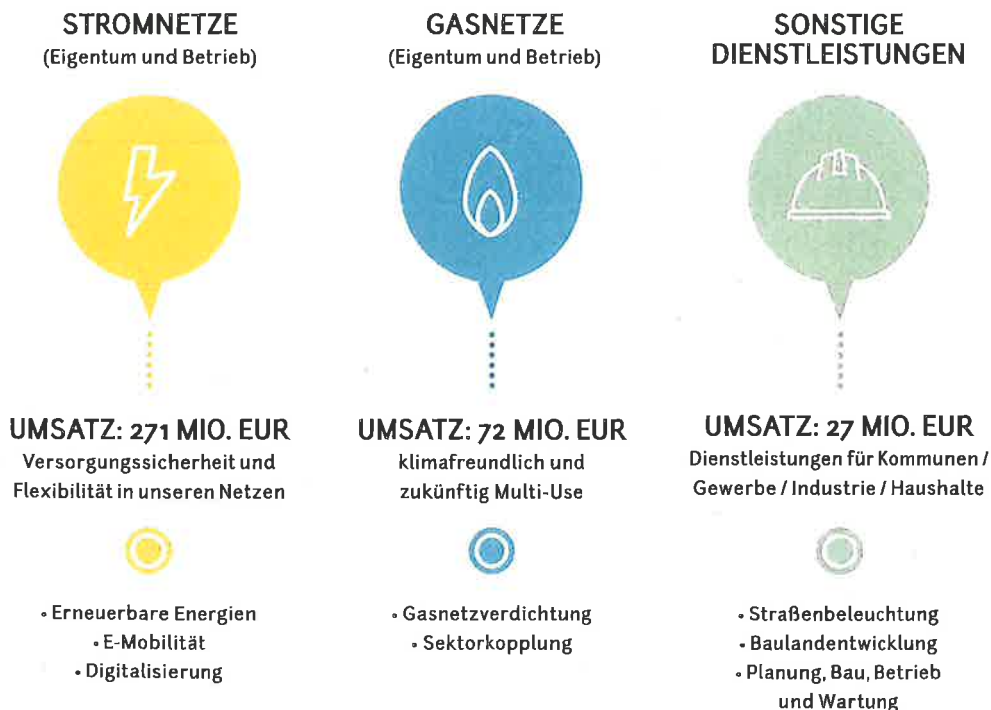 STROMNETZE
(Eigentum und Betrieb)
UMSATZ: 271 MIO. EUR
Versorgungssicherheit und
Flexibilität in unseren Netzen
• Erneuerbare Energien
• E-Mobilität
• Digitalisierung
GASNETZE
(Eigentum und Betrieb)
UMSATZ: 72 MIO. EUR
klimafreundlich und
zukünftig Multi-Use
• Gasnetzverdichtung
• Sektorkopplung
SONSTIGE
DIENSTLEISTUNGEN
UMSATZ: 27 MIO. EUR
Dienstleistungen für Kommunen /
Gewerbe / Industrie / Haushalte
• Straßenbeleuchtung
• Baulandentwicklung
• Planung, Bau, Betrieb
und Wartung